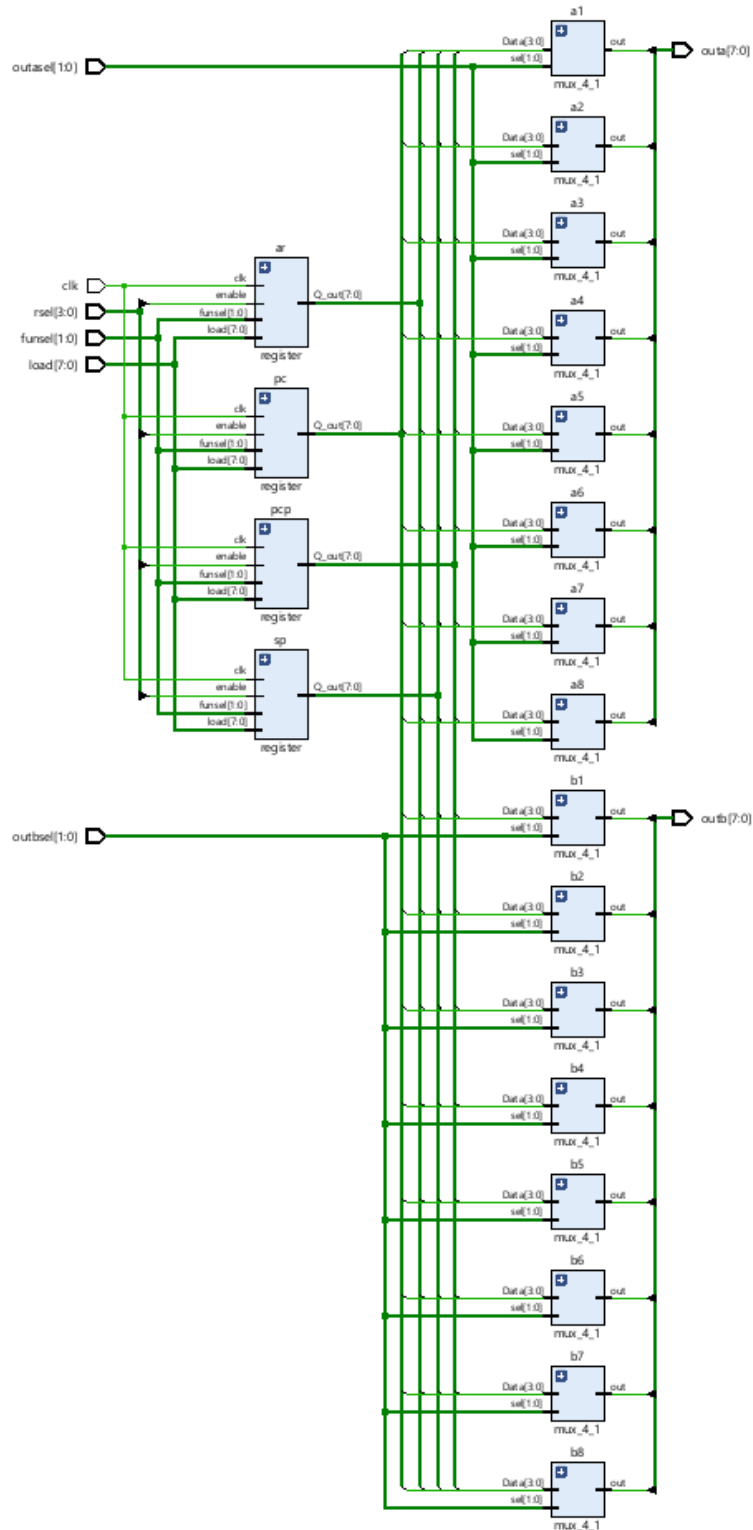 a1
Data[3:0] out outa[7:0]
outasel[1:0] sel[1:0]
mux_4_1
a2
Data[3:0] out
sel[1:0]
mux_4_1
a3
Data[3:0] out
sel[1:0]
mux_4_1
ar
clk clk
enable
rsel[3:0] Q_out[7:0]
funsel[1:0]
funsel[1:0] load[7:0]
load[7:0] register
a4
Data[3:0] out
sel[1:0]
mux_4_1
pc
clk
enable Q_out[7:0]
funsel[1:0]
load[7:0]
register
a5
Data[3:0] out
sel[1:0]
mux_4_1
a6
Data[3:0] out
sel[1:0]
mux_4_1
pcp
clk
enable Q_out[7:0]
funsel[1:0]
load[7:0]
register
a7
Data[3:0] out
sel[1:0]
mux_4_1
sp
clk
enable Q_out[7:0]
funsel[1:0]
load[7:0]
register
a8
Data[3:0] out
sel[1:0]
mux_4_1
b1
Data[3:0] out outb[7:0]
outbsel[1:0] sel[1:0]
mux_4_1
b2
Data[3:0] out
sel[1:0]
mux_4_1
b3
Data[3:0] out
sel[1:0]
mux_4_1
b4
Data[3:0] out
sel[1:0]
mux_4_1
b5
Data[3:0] out
sel[1:0]
mux_4_1
b6
Data[3:0] out
sel[1:0]
mux_4_1
b7
Data[3:0] out
sel[1:0]
mux_4_1
b8
Data[3:0] out
sel[1:0]
mux_4_1